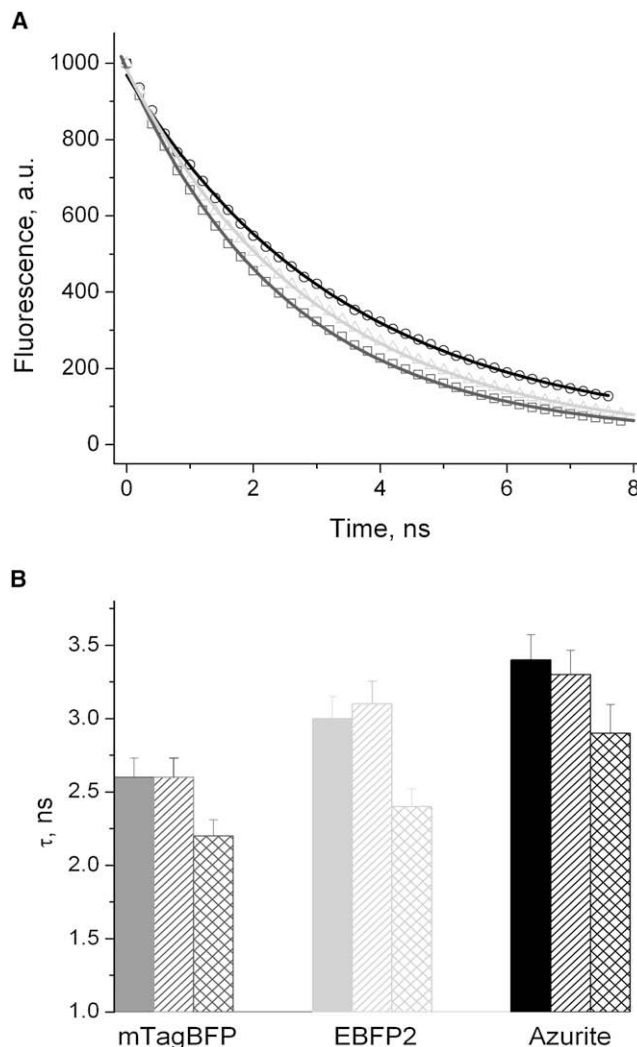 A
1000
800
600
400
200
0
Fluorescence, a.u.
0 2 4 6 8
Time, ns
B
3.5
3.0
2.5
2.0
1.5
1.0
τ, ns
mTagBFP EBFP2 Azurite